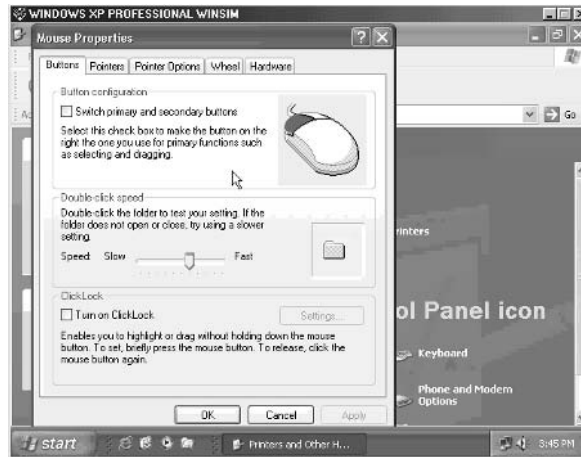 WINDOWS XP PROFESSIONAL WINSIM
Mouse Properties
Buttons Pointers Pointer Options Wheel Hardware
Button configuration
Switch primary and secondary buttons
Select this check box to make the button on the
right the one you use for primary functions such
as selecting and dragging.
Double-click speed
Double-click the folder to test your setting. If the
folder does not open or close, try using a slower
setting.
Speed: Slow Fast
ClickLock
Turn on ClickLock
Settings...
Enables you to highlight or drag without holding down the mouse
button. To set, briefly press the mouse button. To release, click the
mouse button again.
OK Cancel Apply
Go
rinters
ol Panel icon
Keyboard
Phone and Modem
Options
start
Printers and Other H...
3:45 PM